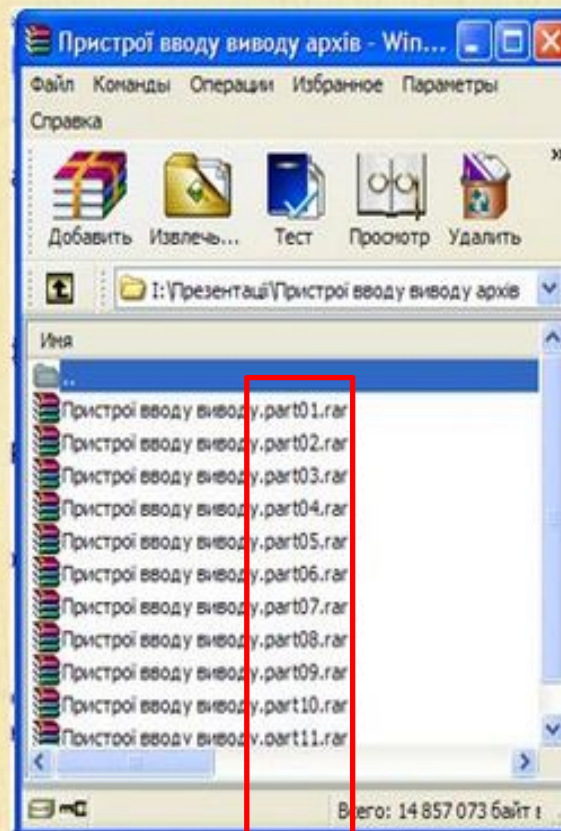 Пристрої вводу виводу архів - Win...
Файл Команды Операции Избранное Параметры
Справка
»
Добавить Извлечь... Тест Просмотр Удалить
I:\Презентації\Пристрої вводу виводу архів
Имя
..
Пристрої вводу виводу.part01.rar
Пристрої вводу виводу.part02.rar
Пристрої вводу виводу.part03.rar
Пристрої вводу виводу.part04.rar
Пристрої вводу виводу.part05.rar
Пристрої вводу виводу.part06.rar
Пристрої вводу виводу.part07.rar
Пристрої вводу виводу.part08.rar
Пристрої вводу виводу.part09.rar
Пристрої вводу виводу.part10.rar
Пристрої вводу виводу.part11.rar
Всего: 14 857 073 байт в